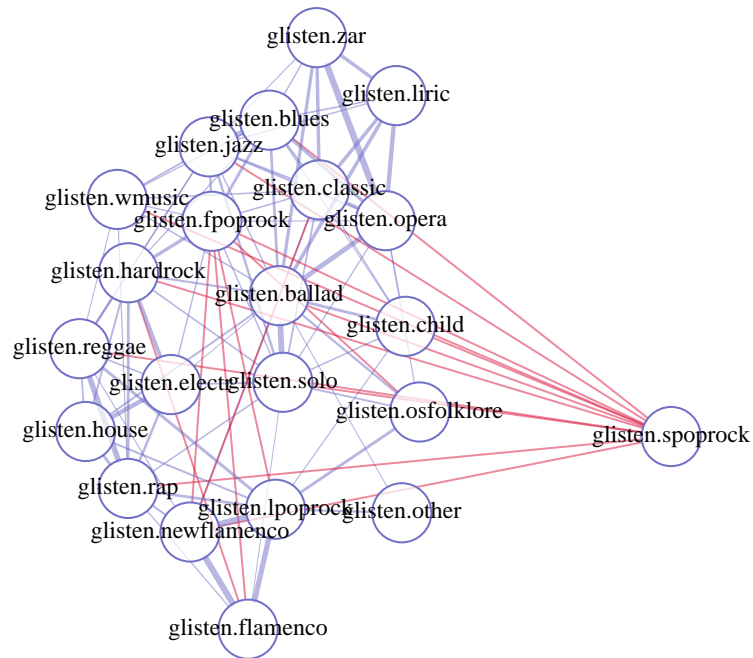 glisten.zar
glisten.liric
glisten.blues
glisten.jazz
glisten.classic
glisten.wmusic
glisten.fpoprock
glisten.opera
glisten.hardrock
glisten.ballad
glisten.child
glisten.reggae
glisten.electr
glisten.solo
glisten.osfolklore
glisten.house
glisten.spoprock
glisten.rap
glisten.lpoprock
glisten.other
glisten.newflamenco
glisten.flamenco